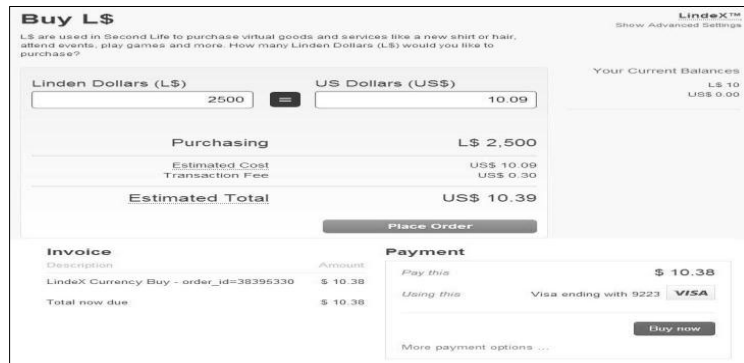 Buy L$
LindeX™
Show Advanced Settings
L$ are used in Second Life to purchase virtual goods and services like a new shirt or hair,
attend events, play games and more. How many Linden Dollars (L$) would you like to
purchase?
Your Current Balances
L$ 10
US$ 0.00
Linden Dollars (L$)
US Dollars (US$)
2500 = 10.09
Purchasing L$ 2,500
Estimated Cost US$ 10.09
Transaction Fee US$ 0.30
Estimated Total US$ 10.39
Place Order
Invoice
Description Amount
LindeX Currency Buy - order_id=38395330 $ 10.38
Total now due $ 10.38
Payment
Pay this $ 10.38
Using this Visa ending with 9223 VISA
Buy now
More payment options ...